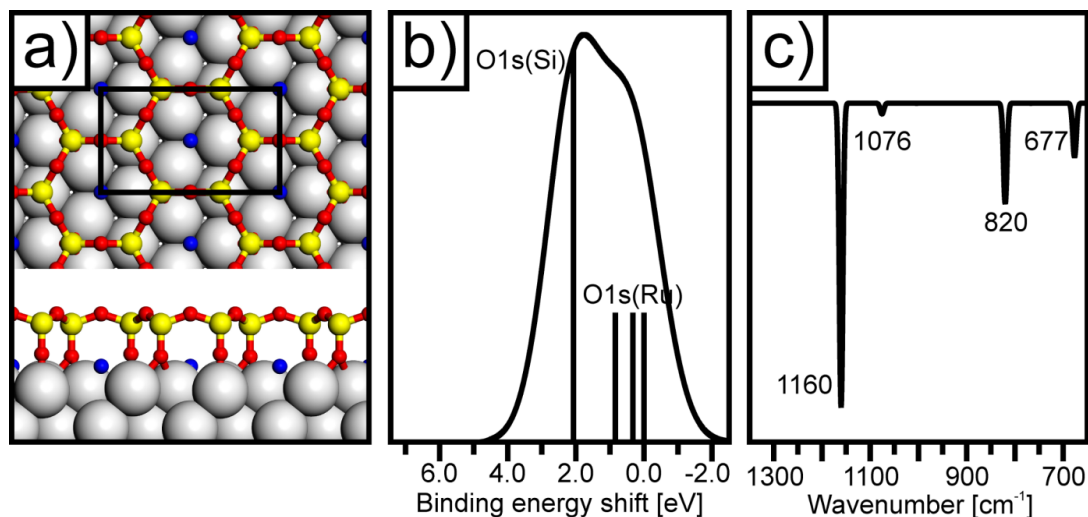 a)
b)
O1s(Si)
O1s(Ru)
6.0 4.0 2.0 0.0 -2.0
Binding energy shift [eV]
c)
1076
677
820
1160
1300 1100 900 700
Wavenumber [cm⁻¹]